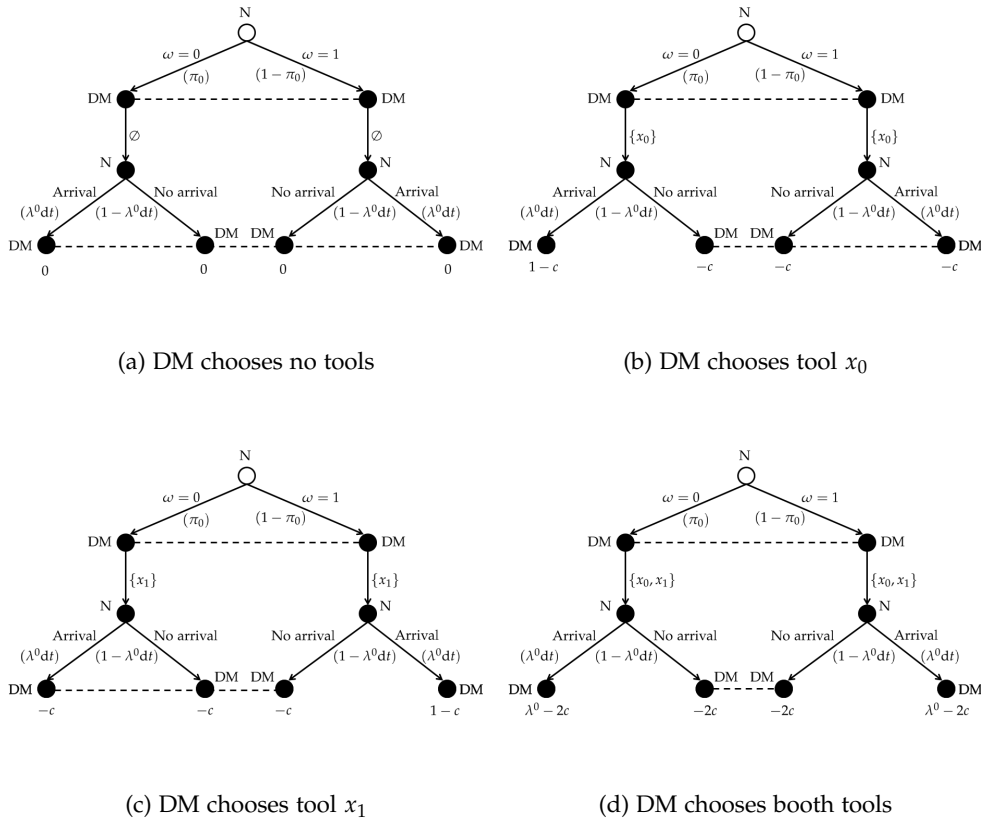 N
N
ω = 0
ω = 1
ω = 0
ω = 1
(π₀)
(1 − π₀)
(π₀)
(1 − π₀)
DM
DM
DM
DM
∅
∅
{x₀}
{x₀}
N
N
N
N
Arrival
No arrival
No arrival
Arrival
Arrival
No arrival
No arrival
Arrival
(λ⁰dt)
(1 − λ⁰dt)
(1 − λ⁰dt)
(λ⁰dt)
(λ⁰dt)
(1 − λ⁰dt)
(1 − λ⁰dt)
(λ⁰dt)
DM
DM
DM
DM
DM
DM
DM
DM
0
0
0
0
1 − c
−c
−c
−c
(a) DM chooses no tools
(b) DM chooses tool x₀
N
N
ω = 0
ω = 1
ω = 0
ω = 1
(π₀)
(1 − π₀)
(π₀)
(1 − π₀)
DM
DM
DM
DM
{x₁}
{x₁}
{x₀, x₁}
{x₀, x₁}
N
N
N
N
Arrival
No arrival
No arrival
Arrival
Arrival
No arrival
No arrival
Arrival
(λ⁰dt)
(1 − λ⁰dt)
(1 − λ⁰dt)
(λ⁰dt)
(λ⁰dt)
(1 − λ⁰dt)
(1 − λ⁰dt)
(λ⁰dt)
DM
DM
DM
DM
DM
DM
DM
DM
−c
−c
−c
1 − c
λ⁰ − 2c
−2c
−2c
λ⁰ − 2c
(c) DM chooses tool x₁
(d) DM chooses booth tools